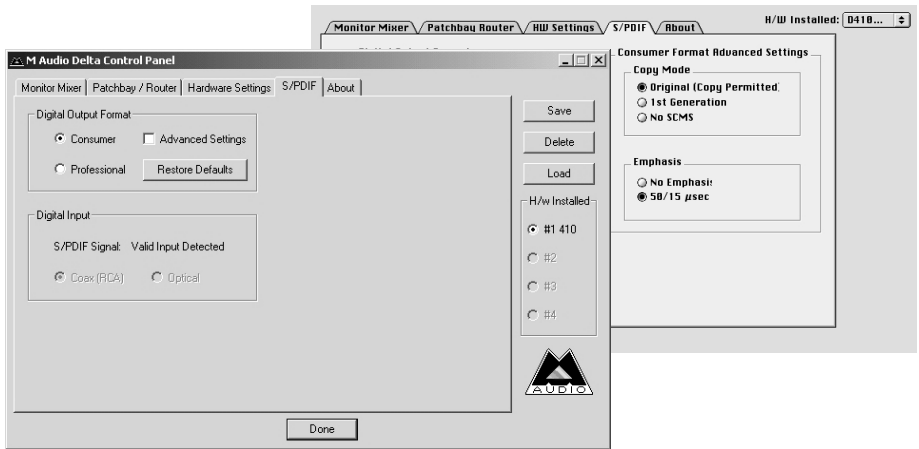 H/W Installed: D410...
Monitor Mixer Patchbay Router HW Settings S/PDIF About
Consumer Format Advanced Settings
Copy Mode
Original (Copy Permitted
1st Generation
No SCMS
Emphasis
No Emphasis
50/15 µsec
M Audio Delta Control Panel
Monitor Mixer Patchbay / Router Hardware Settings S/PDIF About
Digital Output Format
Consumer Advanced Settings
Professional Restore Defaults
Digital Input
S/PDIF Signal: Valid Input Detected
Coax (RCA) Optical
Save
Delete
Load
H/w Installed
#1 410
#2
#3
#4
M
AUDIO
Done